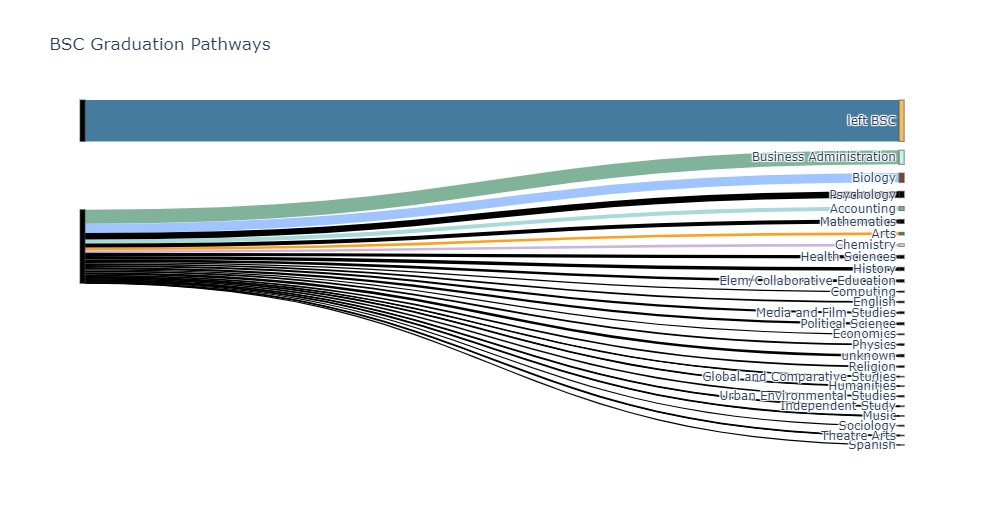 BSC Graduation Pathways
left BSC
Business Administration
Biology
Psychology
Accounting
Mathematics
Arts
Chemistry
Health Sciences
History
Elem/Collaborative Education
Computing
English
Media and Film Studies
Political Science
Economics
Physics
unknown
Religion
Global and Comparative Studies
Humanities
Urban Environmental Studies
Independent Study
Music
Sociology
Theatre Arts
Spanish